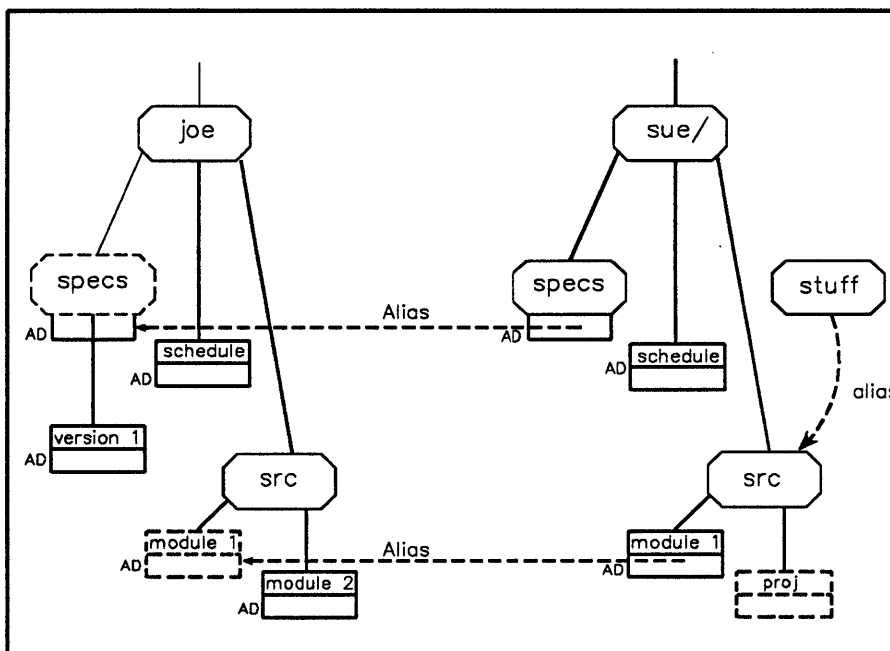 joe
sue/
specs
specs
stuff
AD
Alias
AD
schedule
AD
schedule
AD
alias
version 1
AD
src
src
module 1
AD
Alias
module 1
AD
module 2
AD
proj